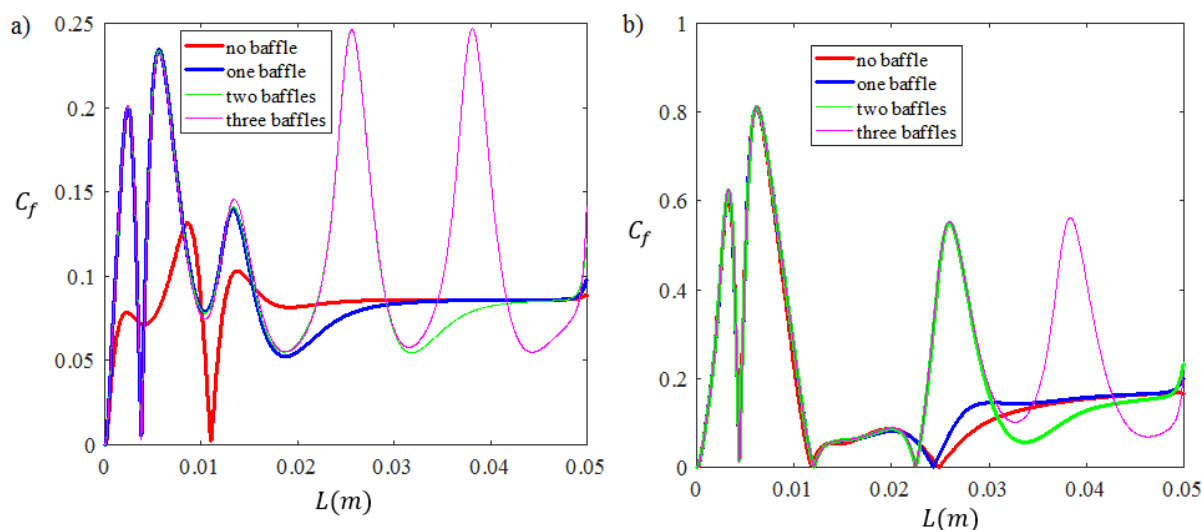 a)
0.25
0.20
0.15
C_f
0.10
0.05
0
no baffle
one baffle
two baffles
three baffles
0 0.01 0.02 0.03 0.04 0.05
L(m)
b)
1
0.8
0.6
C_f
0.4
0.2
0
no baffle
one baffle
two baffles
three baffles
0 0.01 0.02 0.03 0.04 0.05
L(m)